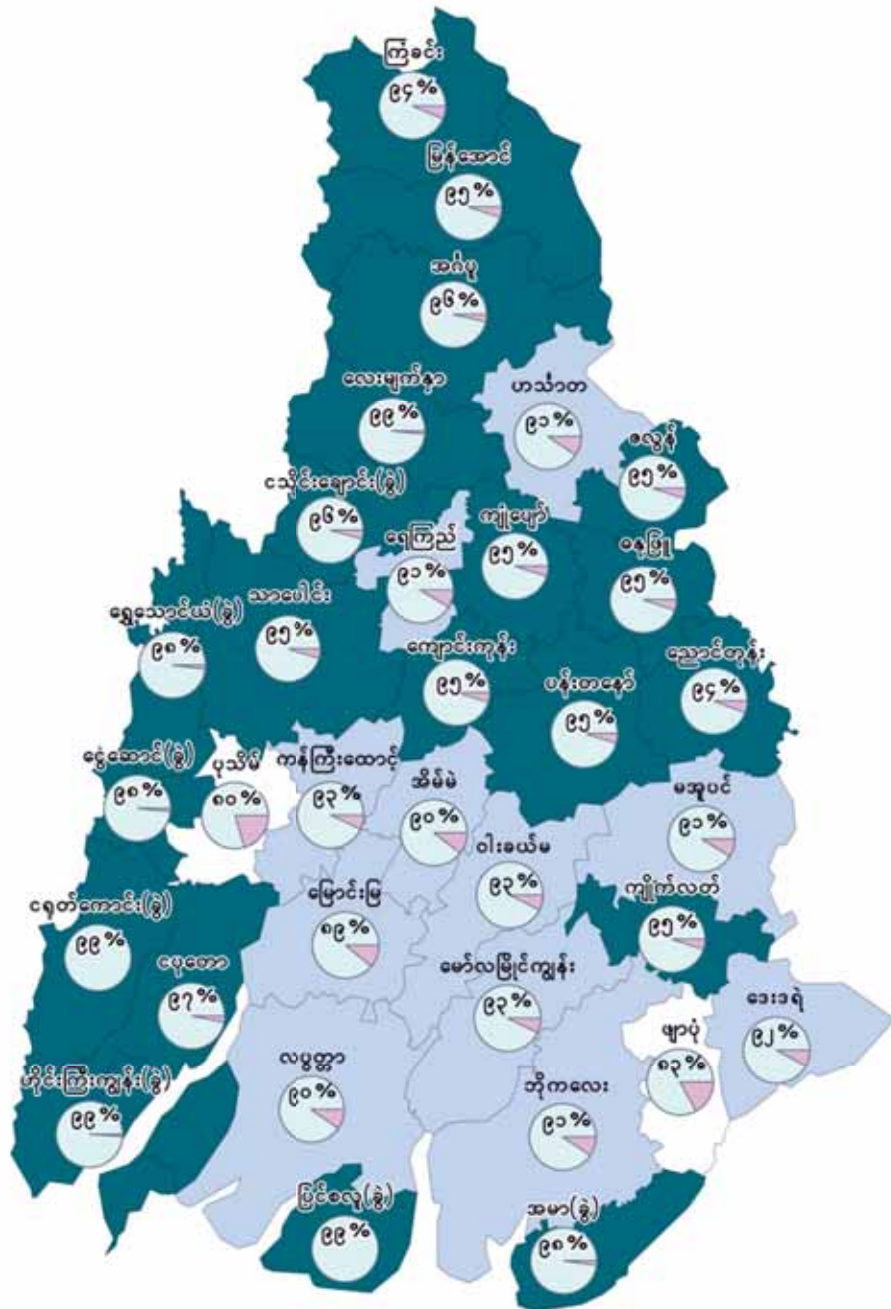 ကြံခင်း
၉၄%
မြန်အောင်
၉၅%
အင်္ဂပူ
၉၆%
လေးမျက်နှာ
၉၉%
ဟင်္သာတ
၉၁%
ဇလွန်
၉၅%
ငသိုင်းချောင်း(ခွဲ)
၉၆%
ရေကြည်
၉၁%
ကျုံပျော်
၉၅%
ဓနုဖြူ
၉၅%
ရွှေသောင်ယံ(ခွဲ)
၉၈%
သာပေါင်း
၉၅%
ကျောင်းကုန်း
၉၅%
ပန်းတနော်
၉၅%
ညောင်တုန်း
၉၄%
ငွေဆောင်(ခွဲ)
၉၈%
ပုသိမ်
၈၀%
ကန်ကြီးထောင့်
၉၃%
အိမ်မဲ
၉၀%
ဝါးခယ်မ
၉၃%
မအူပင်
၉၁%
ကျိုက်လတ်
၉၅%
ငရုတ်ကောင်း(ခွဲ)
၉၉%
မြောင်းမြ
၈၉%
ငပုတော
၉၇%
မော်လမြိုင်ကျွန်း
၉၃%
ဖျာပုံ
၈၃%
ဒေးဒရဲ
၉၂%
ဟိုင်းကြီးကျွန်း(ခွဲ)
၉၉%
လပွတ္တာ
၉၀%
ဘိုကလေး
၉၁%
ပြင်စလူ(ခွဲ)
၉၉%
အမာ(ခွဲ)
၉၈%